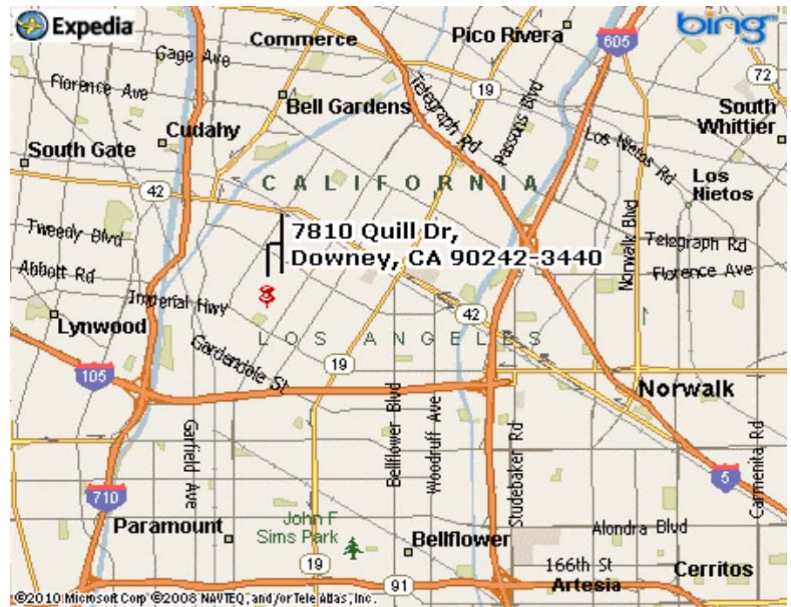 Expedia
bing
Commerce
Pico Rivera
605
Gage Ave
19
72
Florence Ave
Telegraph Rd
Passons Blvd
Bell Gardens
South
Whittier
Cudahy
Los Nietos Rd
South Gate
Los
Nietos
42
CALIFORNIA
Norwalk Blvd
Tweedy Blvd
7810 Quill Dr,
Downey, CA 90242-3440
Telegraph Rd
Florence Ave
Abbott Rd
Imperial Hwy
Lynwood
42
LOS ANGELES
Gardendale St
19
105
Norwalk
Bellflower Blvd
Woodruff Ave
Studebaker Rd
Carmenita Rd
Garfield Ave
5
710
Paramount
John F
Sims Park
Bellflower
Alondra Blvd
19
91
166th St
Artesia
Cerritos
©2010 Microsoft Corp ©2008 NAVTEQ, and/or Tele Atlas, Inc.